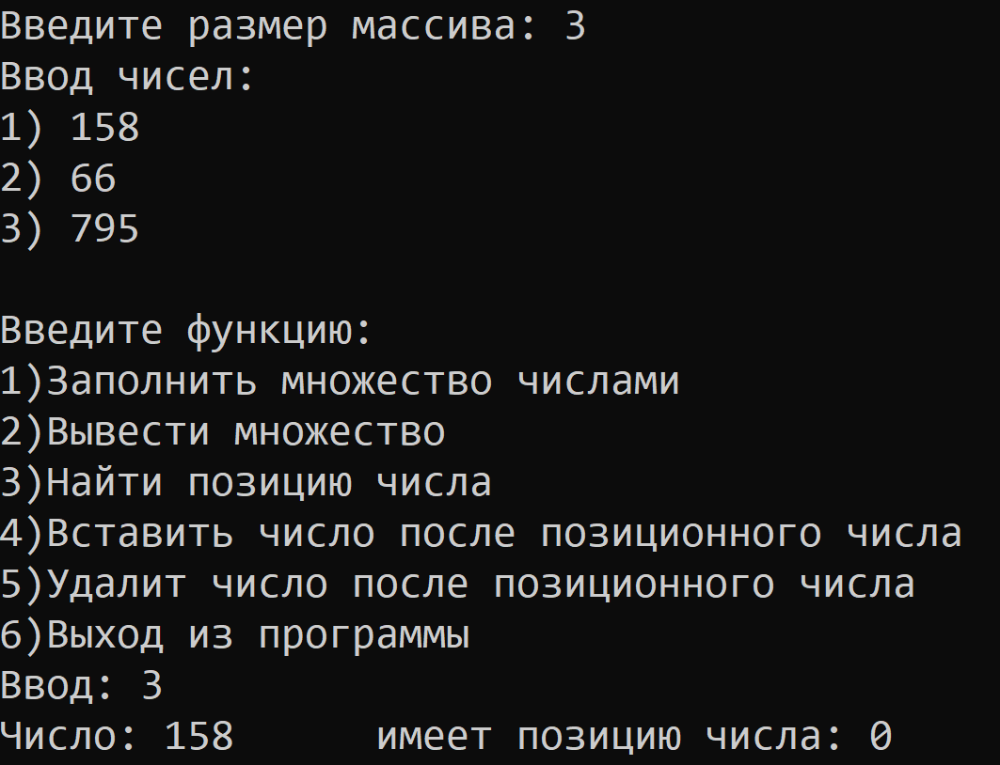 Введите размер массива: 3
Ввод чисел:
1) 158
2) 66
3) 795
Введите функцию:
1)Заполнить множество числами
2)Вывести множество
3)Найти позицию числа
4)Вставить число после позиционного числа
5)Удалит число после позиционного числа
6)Выход из программы
Ввод: 3
Число: 158      имеет позицию числа: 0